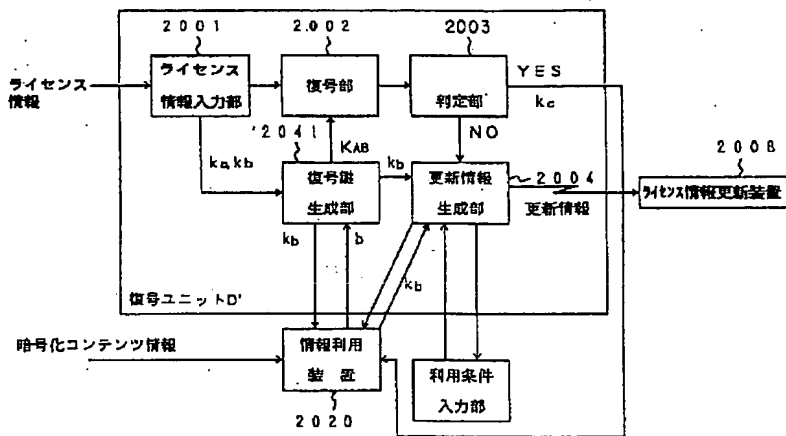 2001
2.002
2003
ライセンス
情報
ライセンス
情報入力部
復号部
判定部
YES
kc
'2041
KAB
NO
2008
ka,kb
復号鍵
生成部
kb
更新情報
生成部
2004
更新情報
ライセンス情報更新装置
kb
b
kb
復号ユニットD'
暗号化コンテンツ情報
情報利用
装置
利用条件
入力部
2020